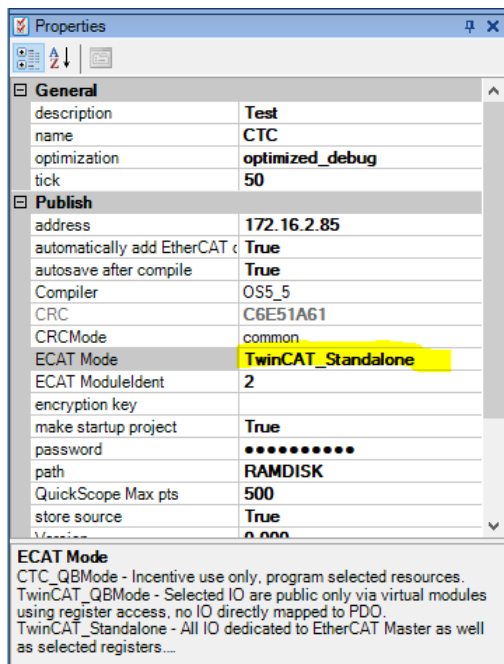 Properties
General
description Test
name CTC
optimization optimized_debug
tick 50
Publish
address 172.16.2.85
automatically add EtherCAT True
autosave after compile True
Compiler OS5_5
CRC C6E51A61
CRCMode common
ECAT Mode TwinCAT_Standalone
ECAT ModuleIdent 2
encryption key
make startup project True
password ●●●●●●●●●●
path RAMDISK
QuickScope Max pts 500
store source True
ECAT Mode
CTC_QBMode - Incentive use only, program selected resources.
TwinCAT_QBMode - Selected IO are public only via virtual modules
using register access, no IO directly mapped to PDO.
TwinCAT_Standalone - All IO dedicated to EtherCAT Master as well
as selected registers....